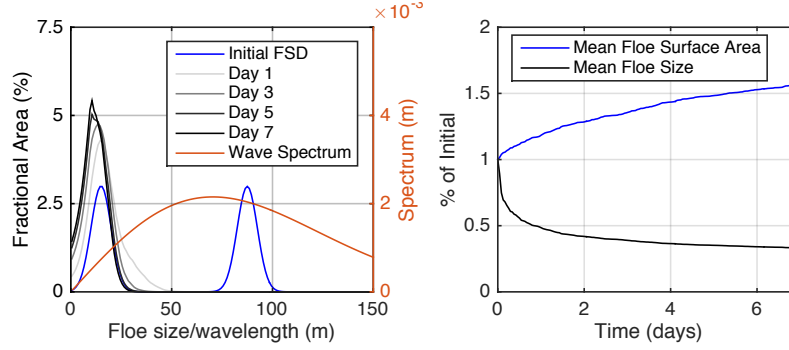 × 10⁻³
7.5
5
2.5
0
Fractional Area (%)
Initial FSD
Day 1
Day 3
Day 5
Day 7
Wave Spectrum
4
2
0
Spectrum (m)
0 50 100 150
Floe size/wavelength (m)
2
1.5
1
0.5
0
% of Initial
Mean Floe Surface Area
Mean Floe Size
0 2 4 6
Time (days)